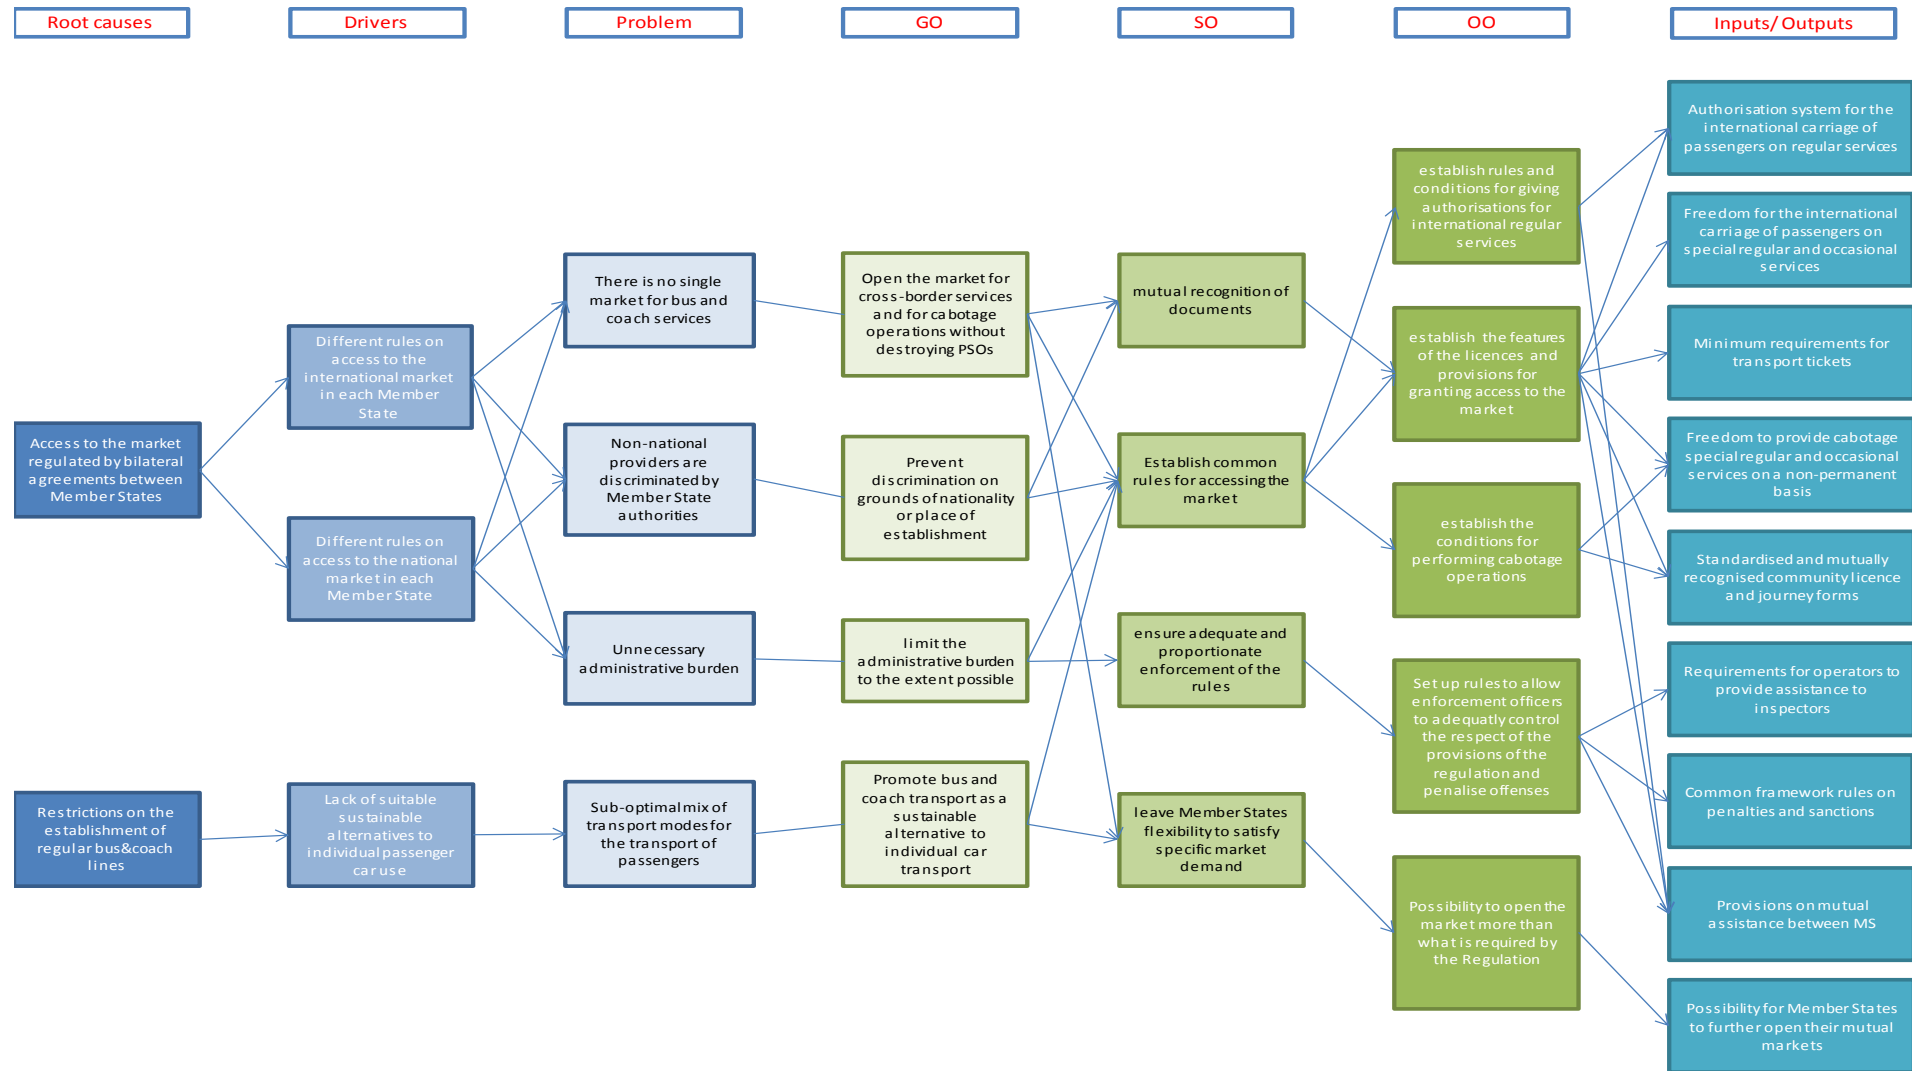 Root causes
Drivers
Problem
GO
SO
OO
Inputs/ Outputs
Access to the market
regulated by bilateral
agreements between
Member States
Restrictions on the
establishment of
regular bus&coach
lines
Different rules on
access to the
international market
in each Member
State
Different rules on
access to the national
market in each
Member State
Lack of suitable
sustainable
alternatives to
individual passenger
car use
There is no single
market for bus and
coach services
Non-national
providers are
discriminated by
Member State
authorities
Unnecessary
administrative burden
Sub-optimal mix of
transport modes for
the transport of
passengers
Open the market for
cross-border services
and for cabotage
operations without
destroying PSOs
Prevent
discrimination on
grounds of nationality
or place of
establishment
limit the
administrative burden
to the extent possible
Promote bus and
coach transport as a
sustainable
alternative to
individual car
transport
mutual recognition of
documents
Establish common
rules for accessing the
market
ensure adequate and
proportionate
enforcement of the
rules
leave Member States
flexibility to satisfy
specific market
demand
establish rules and
conditions for giving
authorisations for
international regular
services
establish the features
of the licences and
provisions for
granting access to the
market
establish the
conditions for
performing cabotage
operations
Set up rules to allow
enforcement officers
to adequatly control
the respect of the
provisions of the
regulation and
penalise offenses
Possibility to open the
market more than
what is required by
the Regulation
Authorisation system for the
international carriage of
passengers on regular services
Freedom for the international
carriage of passengers on
special regular and occasional
services
Minimum requirements for
transport tickets
Freedom to provide cabotage
special regular and occasional
services on a non-permanent
basis
Standardised and mutually
recognised community licence
and journey forms
Requirements for operators to
provide assistance to
inspectors
Common framework rules on
penalties and sanctions
Provisions on mutual
assistance between MS
Possibility for Member States
to further open their mutual
markets